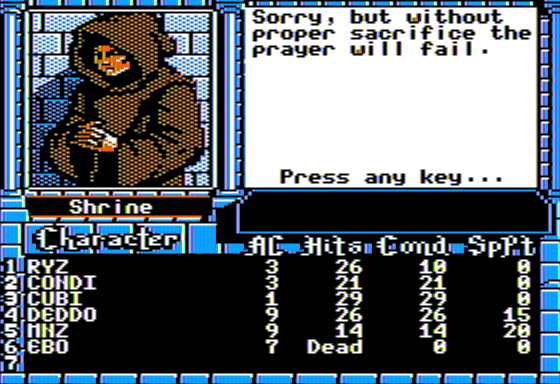 Sorry, but without
proper sacrifice the
prayer will fail.
Press any key...
Shrine
Character AC Hits Cond SpPt
1 RYZ 3 26 10 0
2 CONDI 3 21 21 0
3 CUBI 1 29 29 0
4 DEDDO 9 26 26 15
5 MNZ 9 14 14 20
6 EBO 7 Dead 0 0
7